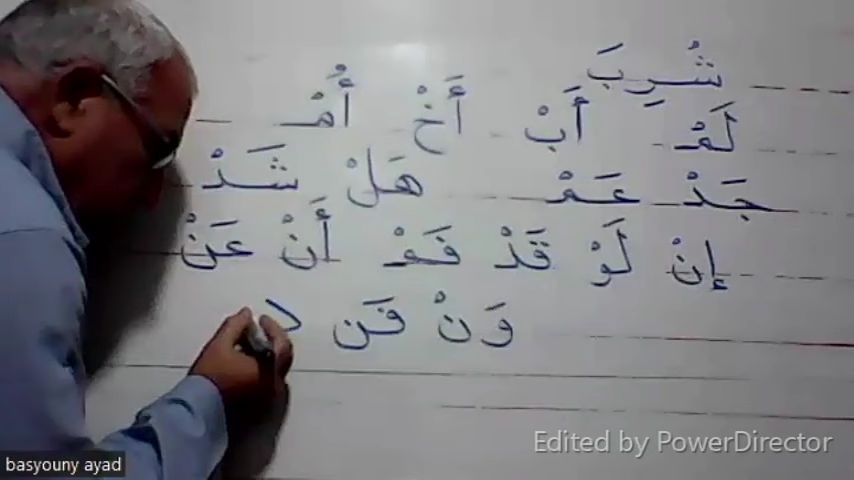 شُرِبَ
لَمْ أَبْ أَخْ أُمْ
جَدْ عَمْ هَلْ شَدْ
إِنْ لَوْ قَدْ فَمْ أَنْ عَنْ
وَ نْ فَن د
Edited by PowerDirector
basyouny ayad